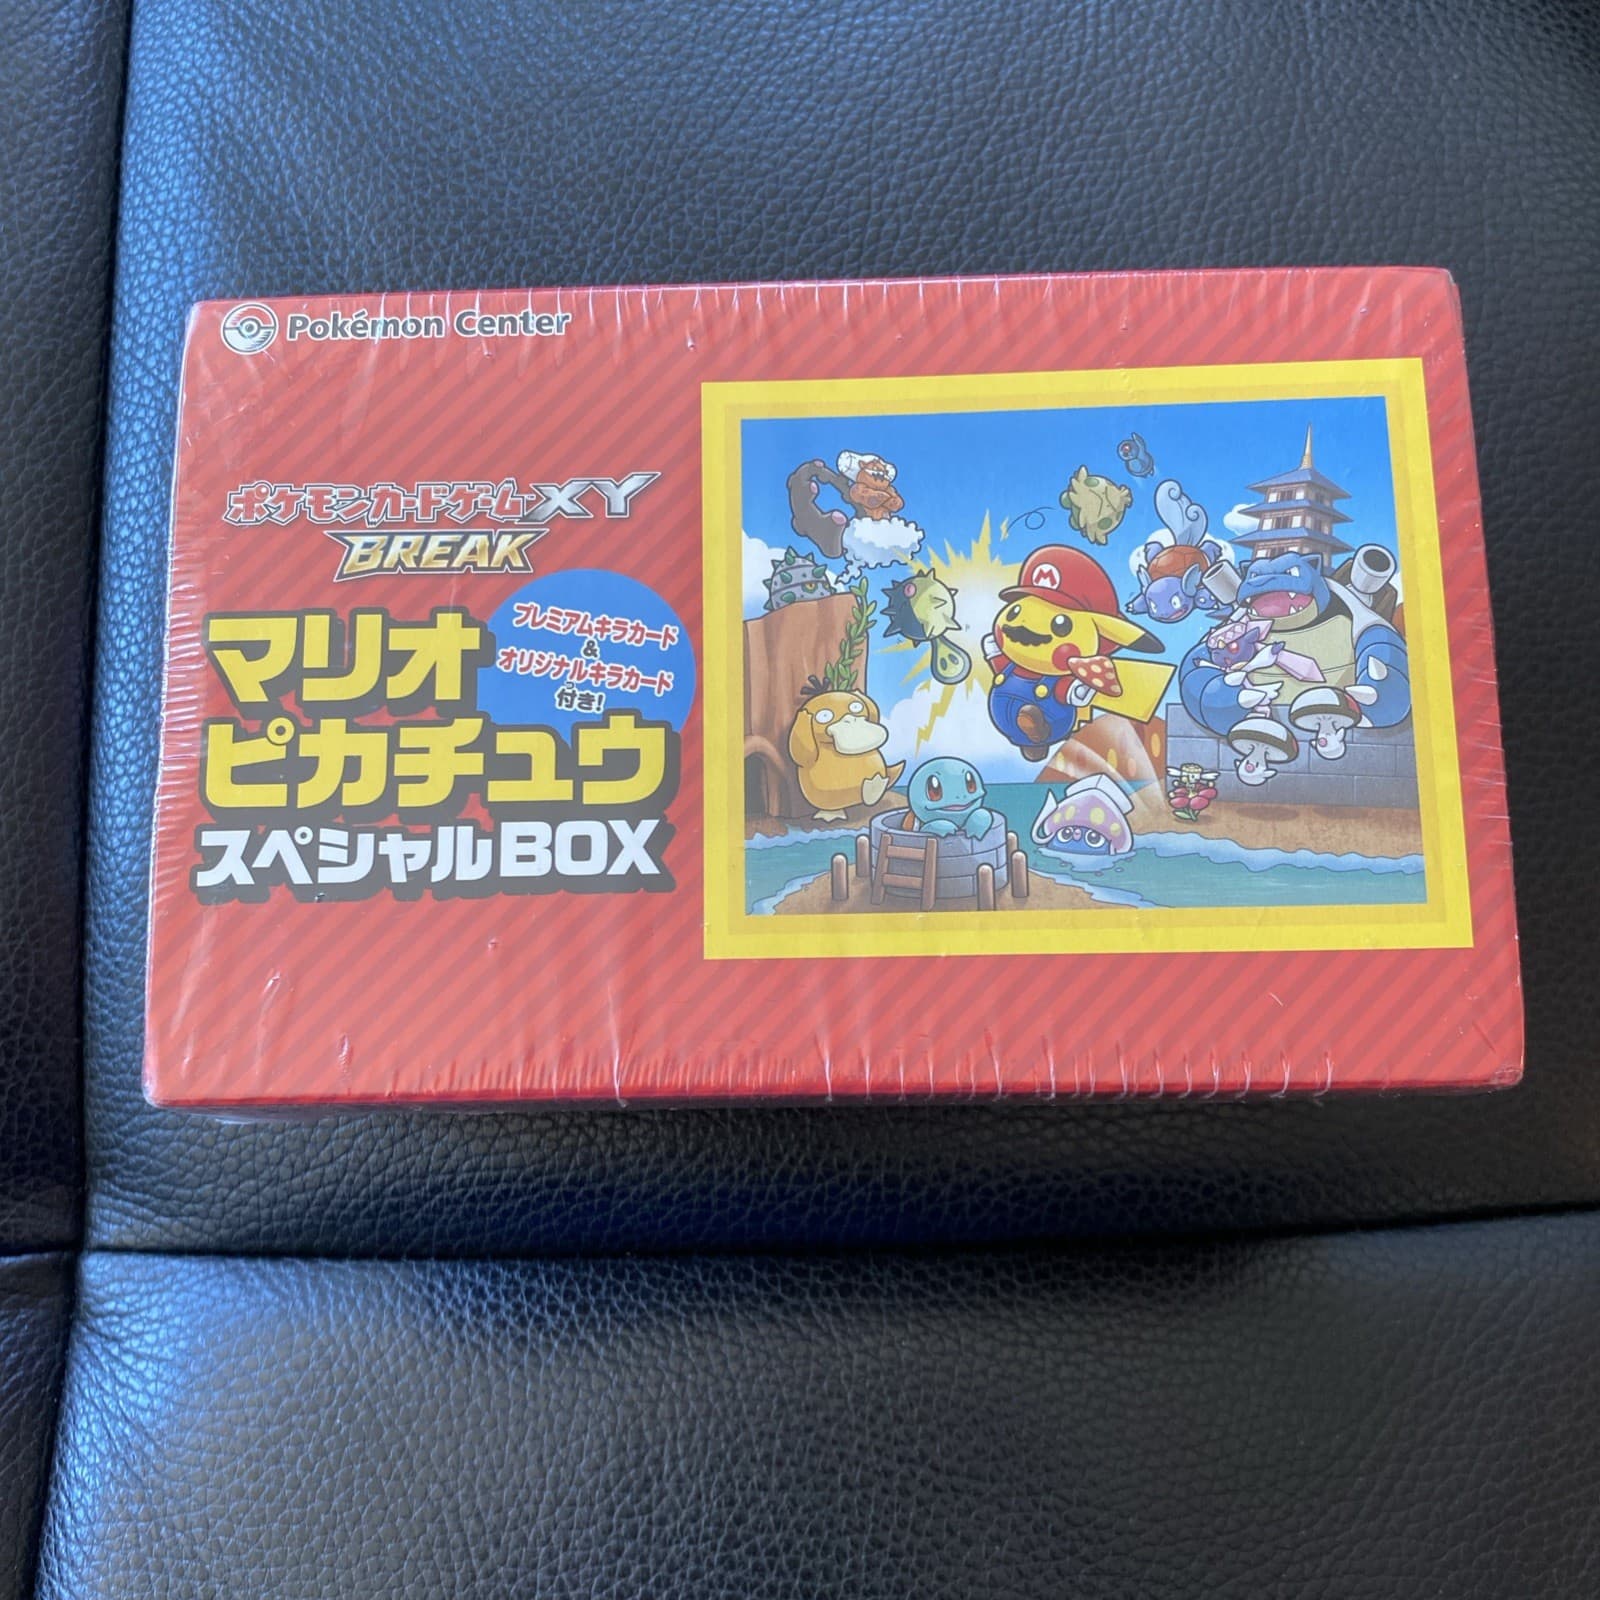 Pokémon Center
ポケモンカードゲーム XY
BREAK
プレミアムキラカード
&
オリジナルキラカード
付き!
マリオ
ピカチュウ
スペシャルBOX
M